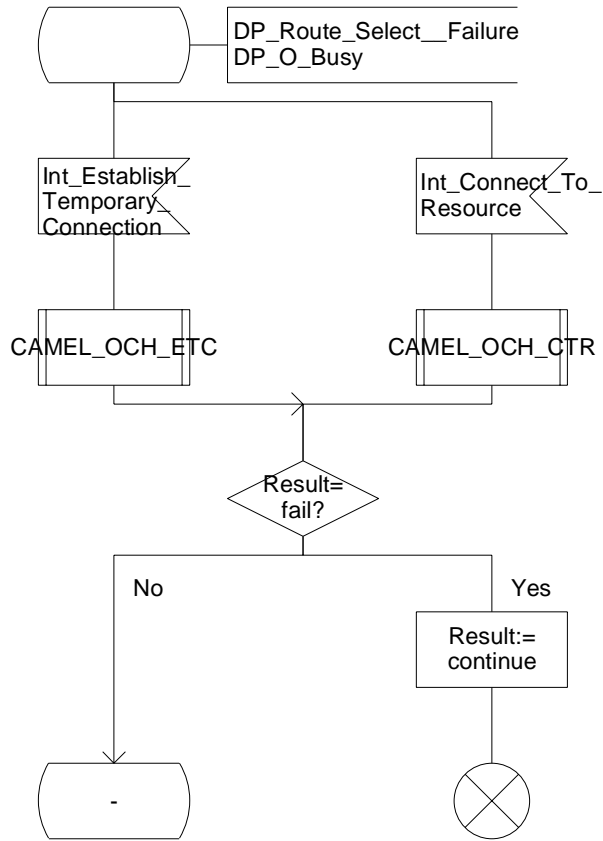 DP_Route_Select__Failure
DP_O_Busy
Int_Establish_
Temporary_
Connection
Int_Connect_To_
Resource
CAMEL_OCH_ETC
CAMEL_OCH_CTR
Result=
fail?
No
Yes
Result:=
continue
-